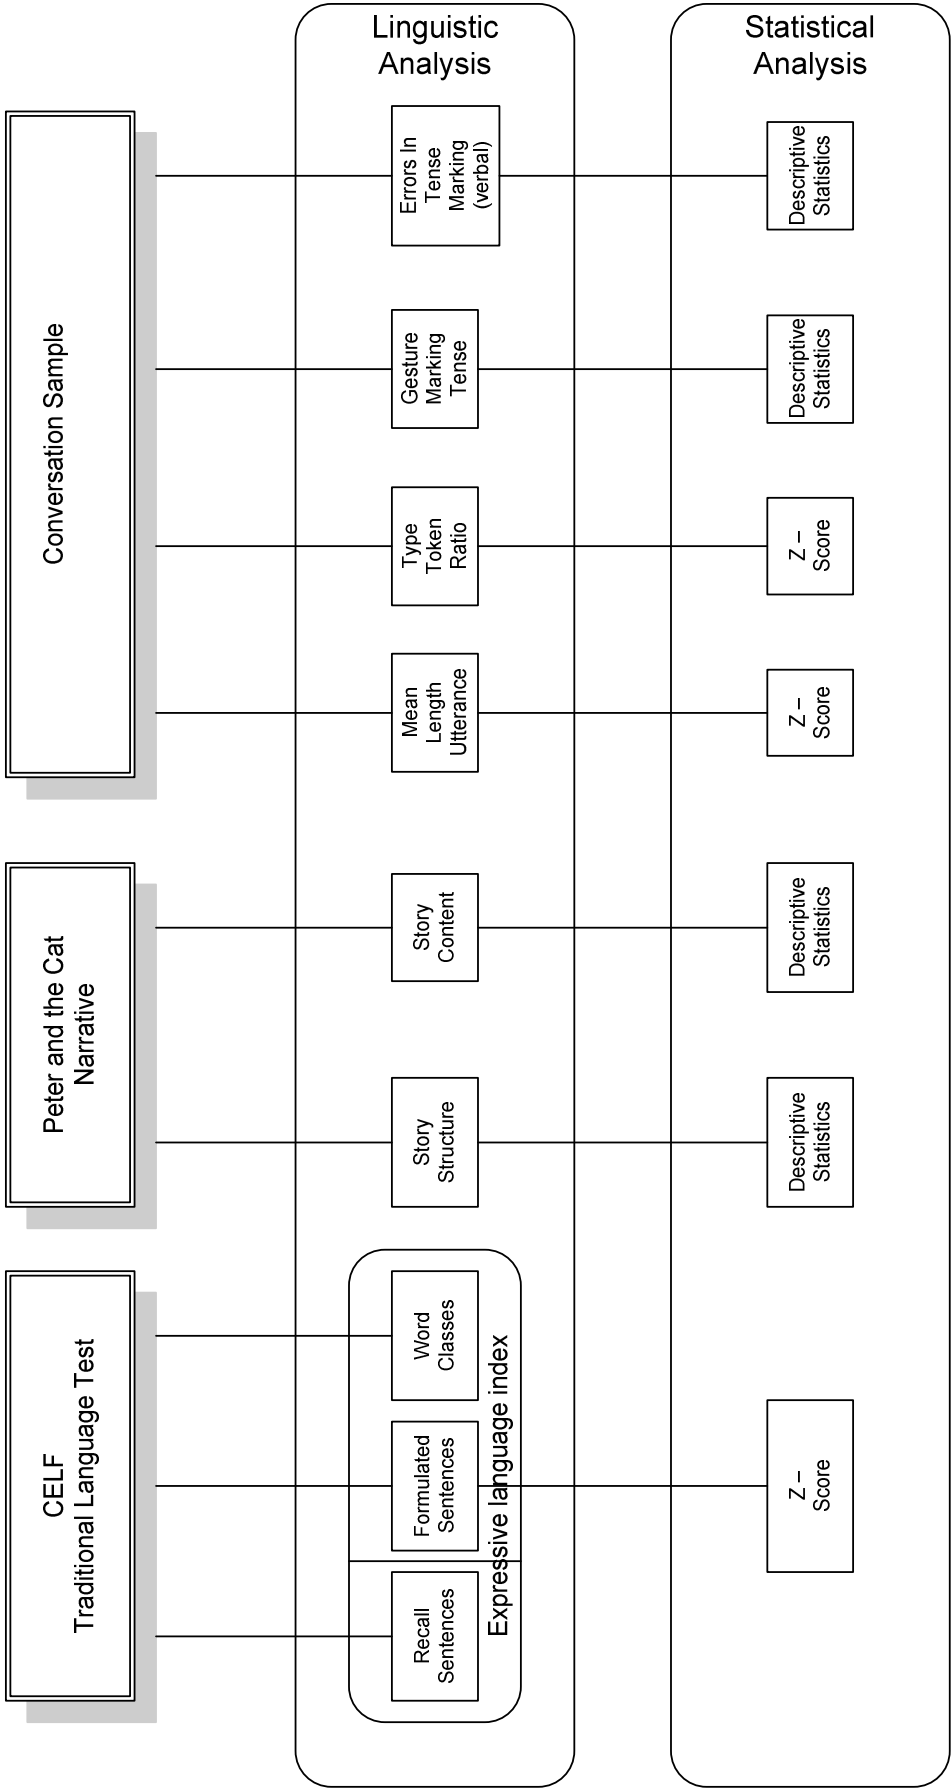 Linguistic
Analysis
Statistical
Analysis
Conversation Sample
Errors In
Tense
Marking
(verbal)
Descriptive
Statistics
Gesture
Marking
Tense
Descriptive
Statistics
Type
Token
Ratio
Z –
Score
Mean
Length
Utterance
Z –
Score
Peter and the Cat
Narrative
Story
Content
Descriptive
Statistics
Story
Structure
Descriptive
Statistics
CELF
Traditional Language Test
Word
Classes
Formulated
Sentences
Recall
Sentences
Expressive language index
Z –
Score